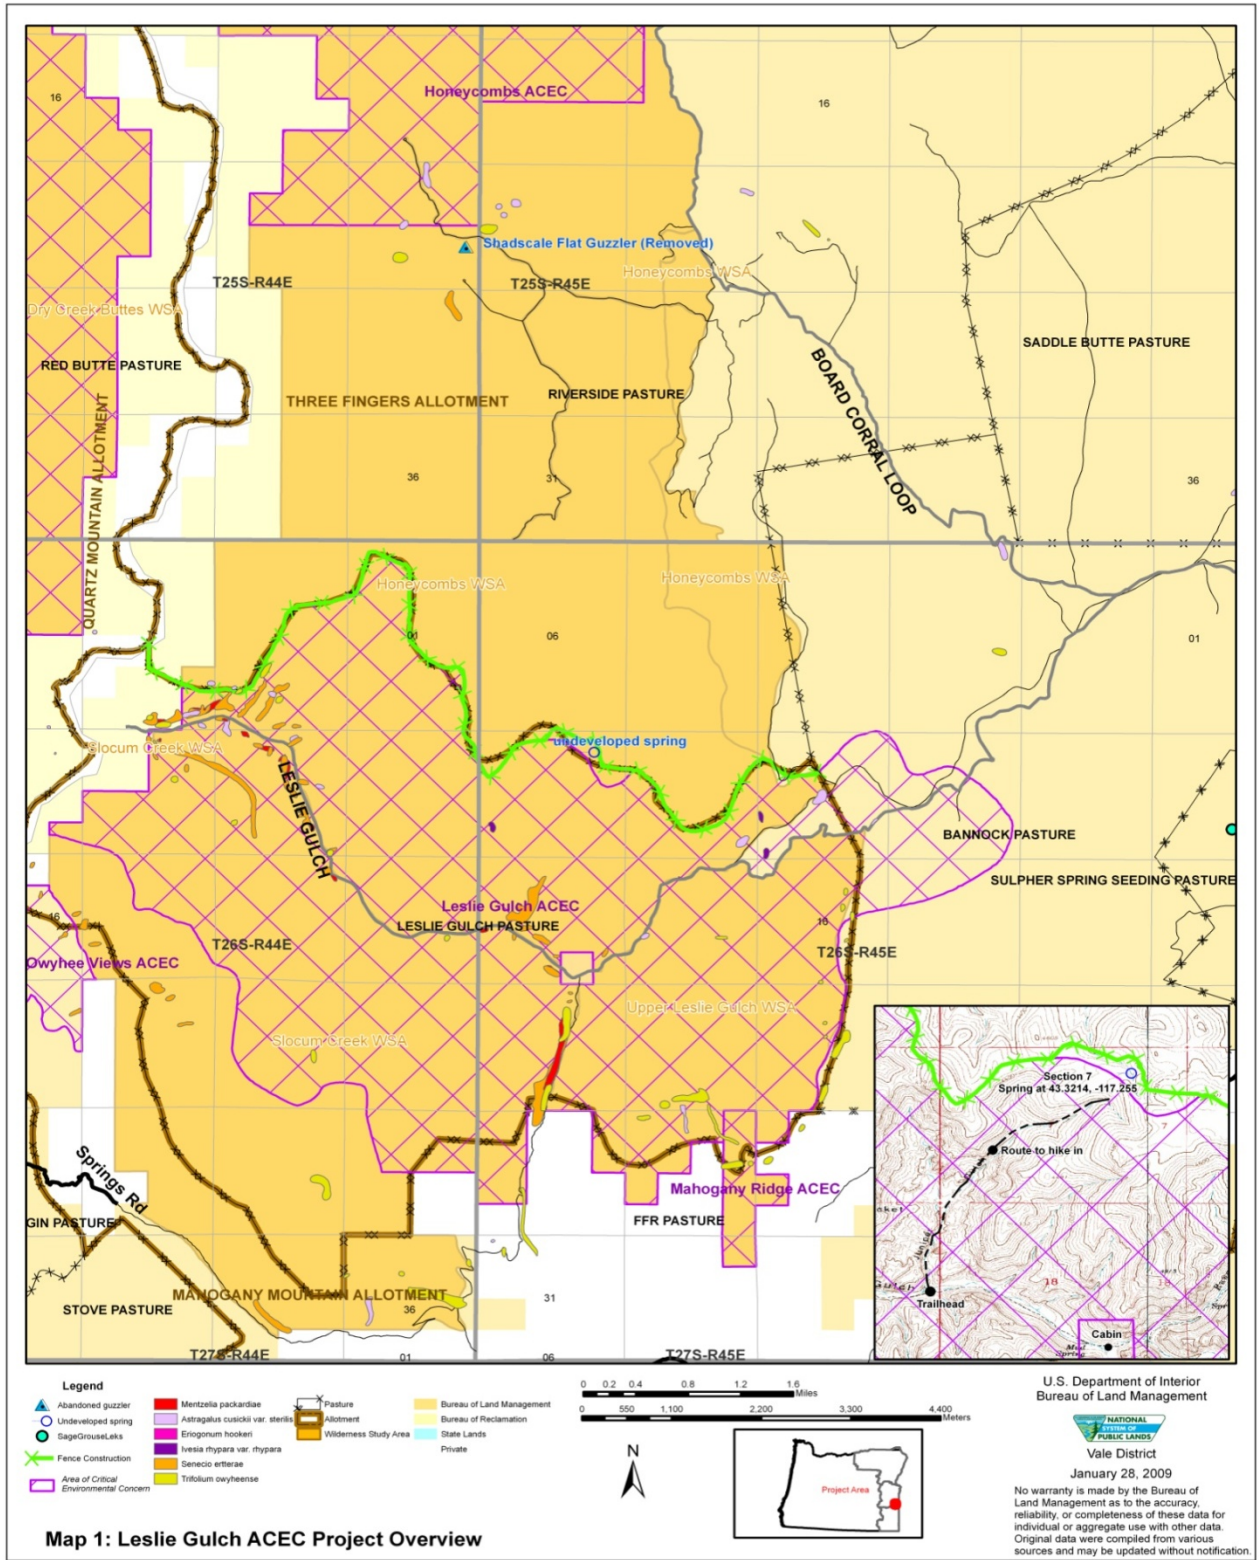 16
Honeycombs ACEC
16
Shadscale Flat Guzzler (Removed)
Honeycombs WSA
T25S-R44E
T25S-R45E
Dry Creek Buttes WSA
SADDLE BUTTE PASTURE
RED BUTTE PASTURE
BOARD CORRAL LOOP
RIVERSIDE PASTURE
THREE FINGERS ALLOTMENT
QUARTZ MOUNTAIN ALLOTMENT
36
31
36
Honeycombs WSA
Honeycombs WSA
01
06
01
undeveloped spring
Slocum Creek WSA
LESLIE GULCH
BANNOCK PASTURE
SULPHER SPRING SEEDING PASTURE
Leslie Gulch ACEC
16
16
LESLIE GULCH PASTURE
T26S-R44E
T26S-R45E
Owyhee Views ACEC
Upper Leslie Gulch WSA
Slocum Creek WSA
Section 7
Spring at 43.3214, -117.255
7
Route to hike in
Springs Rd
Mahogany Ridge ACEC
GIN PASTURE
FFR PASTURE
18
Trailhead
Cabin
MAHOGANY MOUNTAIN ALLOTMENT
31
36
STOVE PASTURE
T27S-R44E
01
06
T27S-R45E
Legend
Abandoned guzzler
Undeveloped spring
SageGrouseLeks
Fence Construction
Area of Critical
Environmental Concern
Mentzelia packardiae
Astragalus cusickii var. sterilis
Eriogonum hookeri
Ivesia rhypara var. rhypara
Senecio ertterae
Trifolium owyheense
Pasture
Allotment
Wilderness Study Area
Bureau of Land Management
Bureau of Reclamation
State Lands
Private
0 0.2 0.4 0.8 1.2 1.6
Miles
0 550 1,100 2,200 3,300 4,400
Meters
N
Project Area
U.S. Department of Interior
Bureau of Land Management
NATIONAL
SYSTEM OF
PUBLIC LANDS
Vale District
January 28, 2009
No warranty is made by the Bureau of
Land Management as to the accuracy,
reliability, or completeness of these data for
individual or aggregate use with other data.
Original data were compiled from various
sources and may be updated without notification.
Map 1: Leslie Gulch ACEC Project Overview